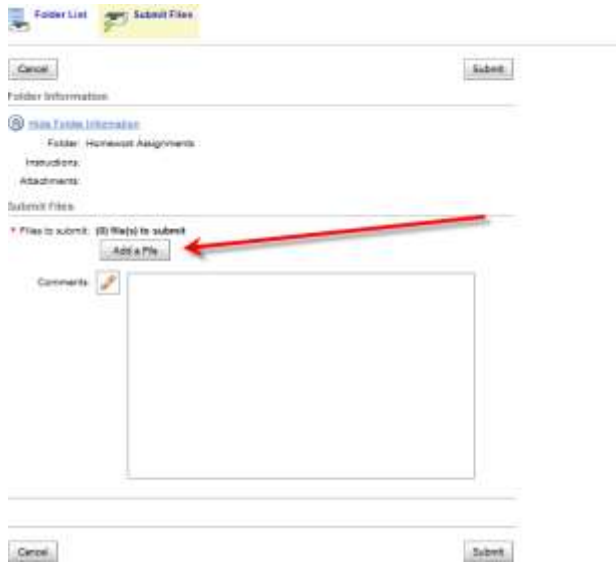 Folder List Submit Files
Cancel Submit
Folder Information
Hide Folder Information
Folder: Homework Assignments
Instructions:
Attachments:
Submit Files
* Files to submit: (0) file(s) to submit
Add a File
Comments:
Cancel Submit